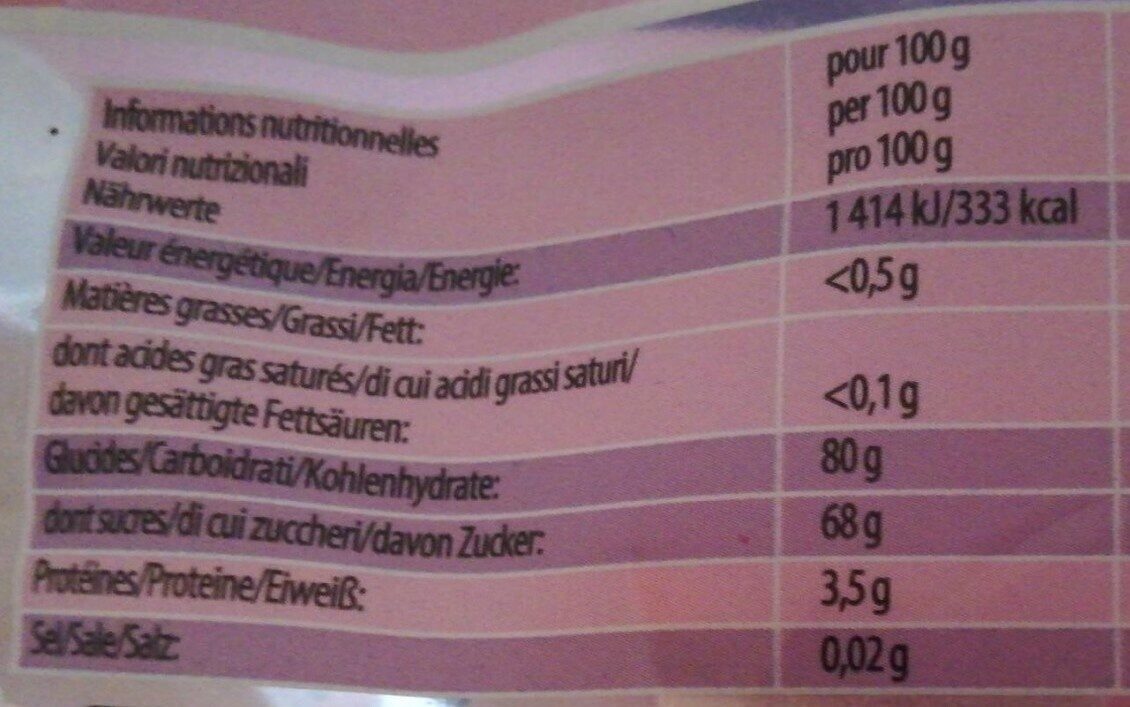 Informations nutritionnelles
Valori nutrizionali
Nährwerte
pour 100 g
per 100 g
pro 100 g
Valeur énergétique/Energia/Energie: 1 414 kJ/333 kcal
Matières grasses/Grassi/Fett: <0,5 g
dont acides gras saturés/di cui acidi grassi saturi/
davon gesättigte Fettsäuren: <0,1 g
Glucides/Carboidrati/Kohlenhydrate: 80 g
dont sucres/di cui zuccheri/davon Zucker: 68 g
Protéines/Proteine/Eiweiß: 3,5 g
Sel/Sale/Salz: 0,02 g